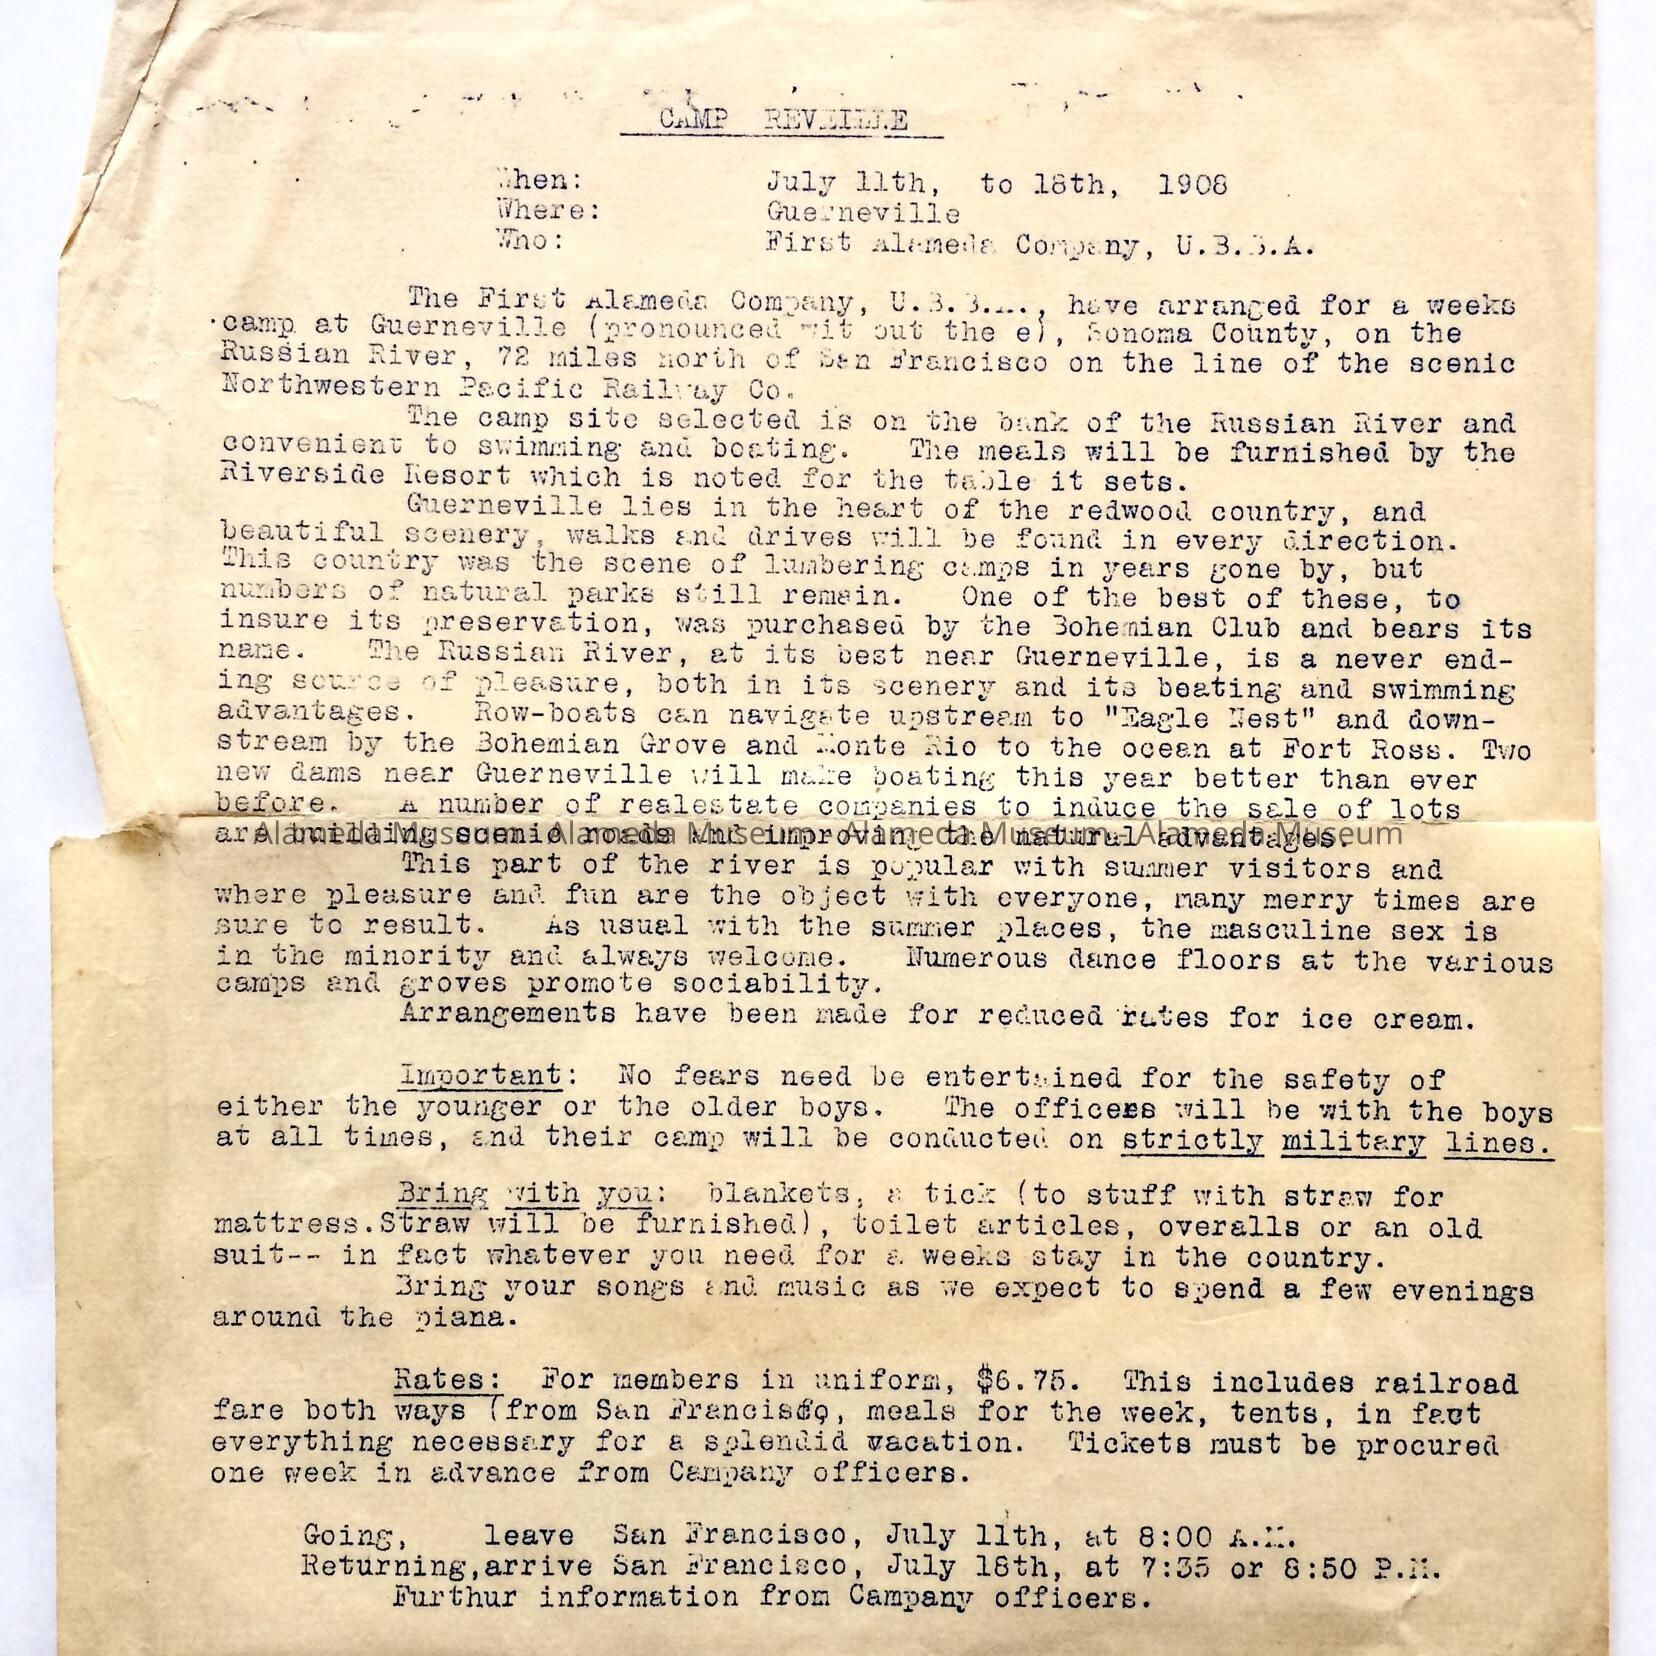 CAMP REVEILLE
When: July 11th, to 18th, 1908
Where: Guerneville
Who: First Alameda Company, U.B.B.A.
The First Alameda Company, U.B.B.A., have arranged for a weeks
camp at Guerneville (pronounced wit out the e), Sonoma County, on the
Russian River, 72 miles north of San Francisco on the line of the scenic
Northwestern Pacific Railway Co.
The camp site selected is on the bank of the Russian River and
convenient to swimming and boating. The meals will be furnished by the
Riverside Resort which is noted for the table it sets.
Guerneville lies in the heart of the redwood country, and
beautiful scenery, walks and drives will be found in every direction.
This country was the scene of lumbering camps in years gone by, but
numbers of natural parks still remain. One of the best of these, to
insure its preservation, was purchased by the Bohemian Club and bears its
name. The Russian River, at its best near Guerneville, is a never end-
ing source of pleasure, both in its scenery and its boating and swimming
advantages. Row-boats can navigate upstream to "Eagle Nest" and down-
stream by the Bohemian Grove and Monte Rio to the ocean at Fort Ross. Two
new dams near Guerneville will make boating this year better than ever
before. A number of realestate companies to induce the sale of lots
are building scenic roads and improving the natural advantages.
Alameda Museum Alameda Museum Alameda Museum Alameda Museum
This part of the river is popular with summer visitors and
where pleasure and fun are the object with everyone, many merry times are
sure to result. As usual with the summer places, the masculine sex is
in the minority and always welcome. Numerous dance floors at the various
camps and groves promote sociability.
Arrangements have been made for reduced rates for ice cream.
Important: No fears need be entertained for the safety of
either the younger or the older boys. The officers will be with the boys
at all times, and their camp will be conducted on strictly military lines.
Bring with you: blankets, a tick (to stuff with straw for
mattress.Straw will be furnished), toilet articles, overalls or an old
suit-- in fact whatever you need for a weeks stay in the country.
Bring your songs and music as we expect to spend a few evenings
around the piana.
Rates: For members in uniform, $6.75. This includes railroad
fare both ways (from San Francisco, meals for the week, tents, in fact
everything necessary for a splendid vacation. Tickets must be procured
one week in advance from Campany officers.
Going, leave San Francisco, July 11th, at 8:00 A.M.
Returning,arrive San Francisco, July 18th, at 7:35 or 8:50 P.M.
Furthur information from Campany officers.